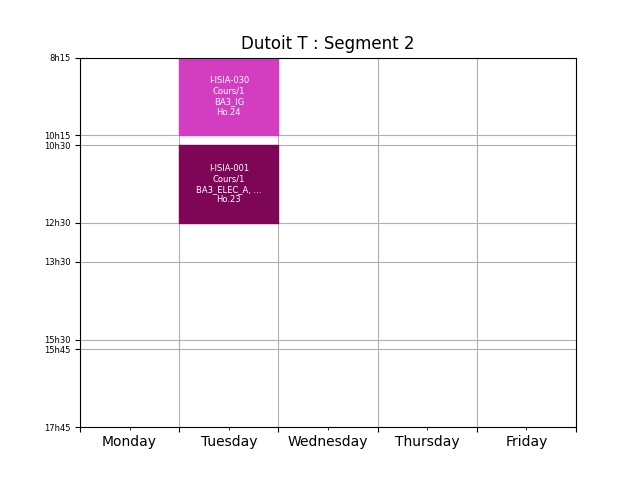 Dutoit T : Segment 2
8h15
I-ISIA-030
Cours/1
BA3_IG
Ho.24
10h15
10h30
I-ISIA-001
Cours/1
BA3_ELEC_A, ...
Ho.23
12h30
13h30
15h30
15h45
17h45
Monday Tuesday Wednesday Thursday Friday